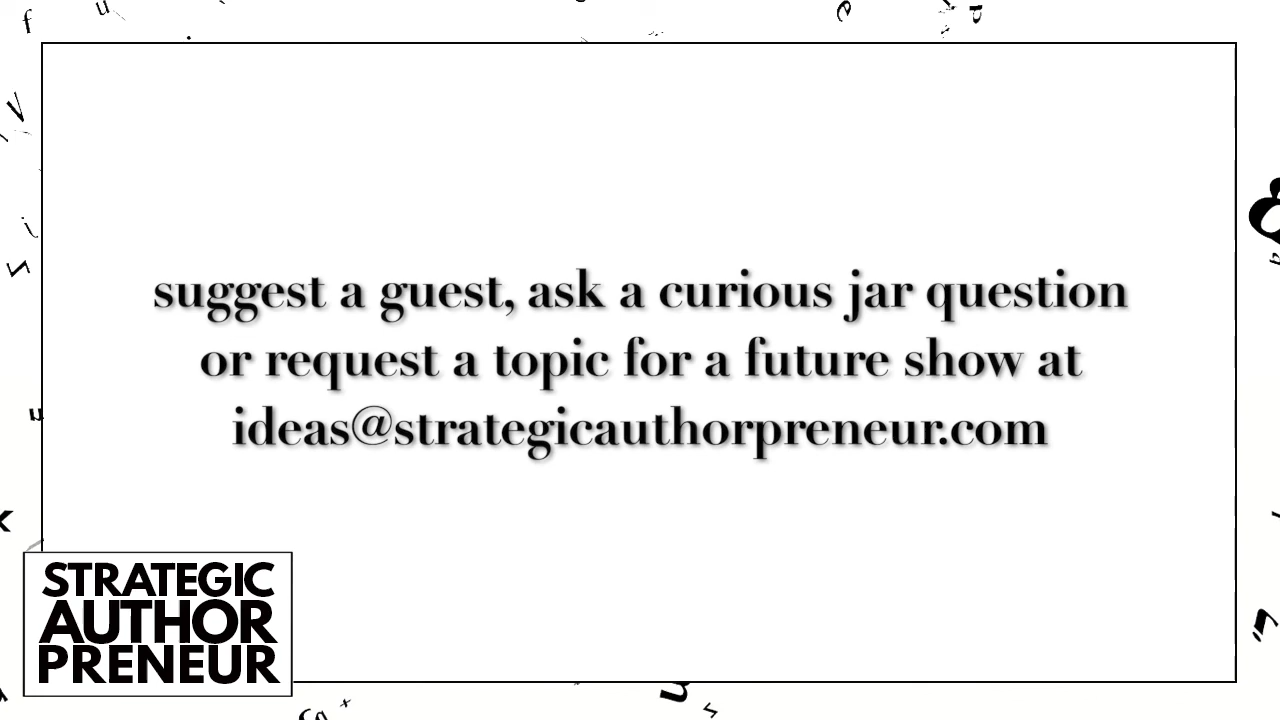 suggest a guest, ask a curious jar question
or request a topic for a future show at
ideas@strategicauthorpreneur.com
STRATEGIC
AUTHOR
PRENEUR